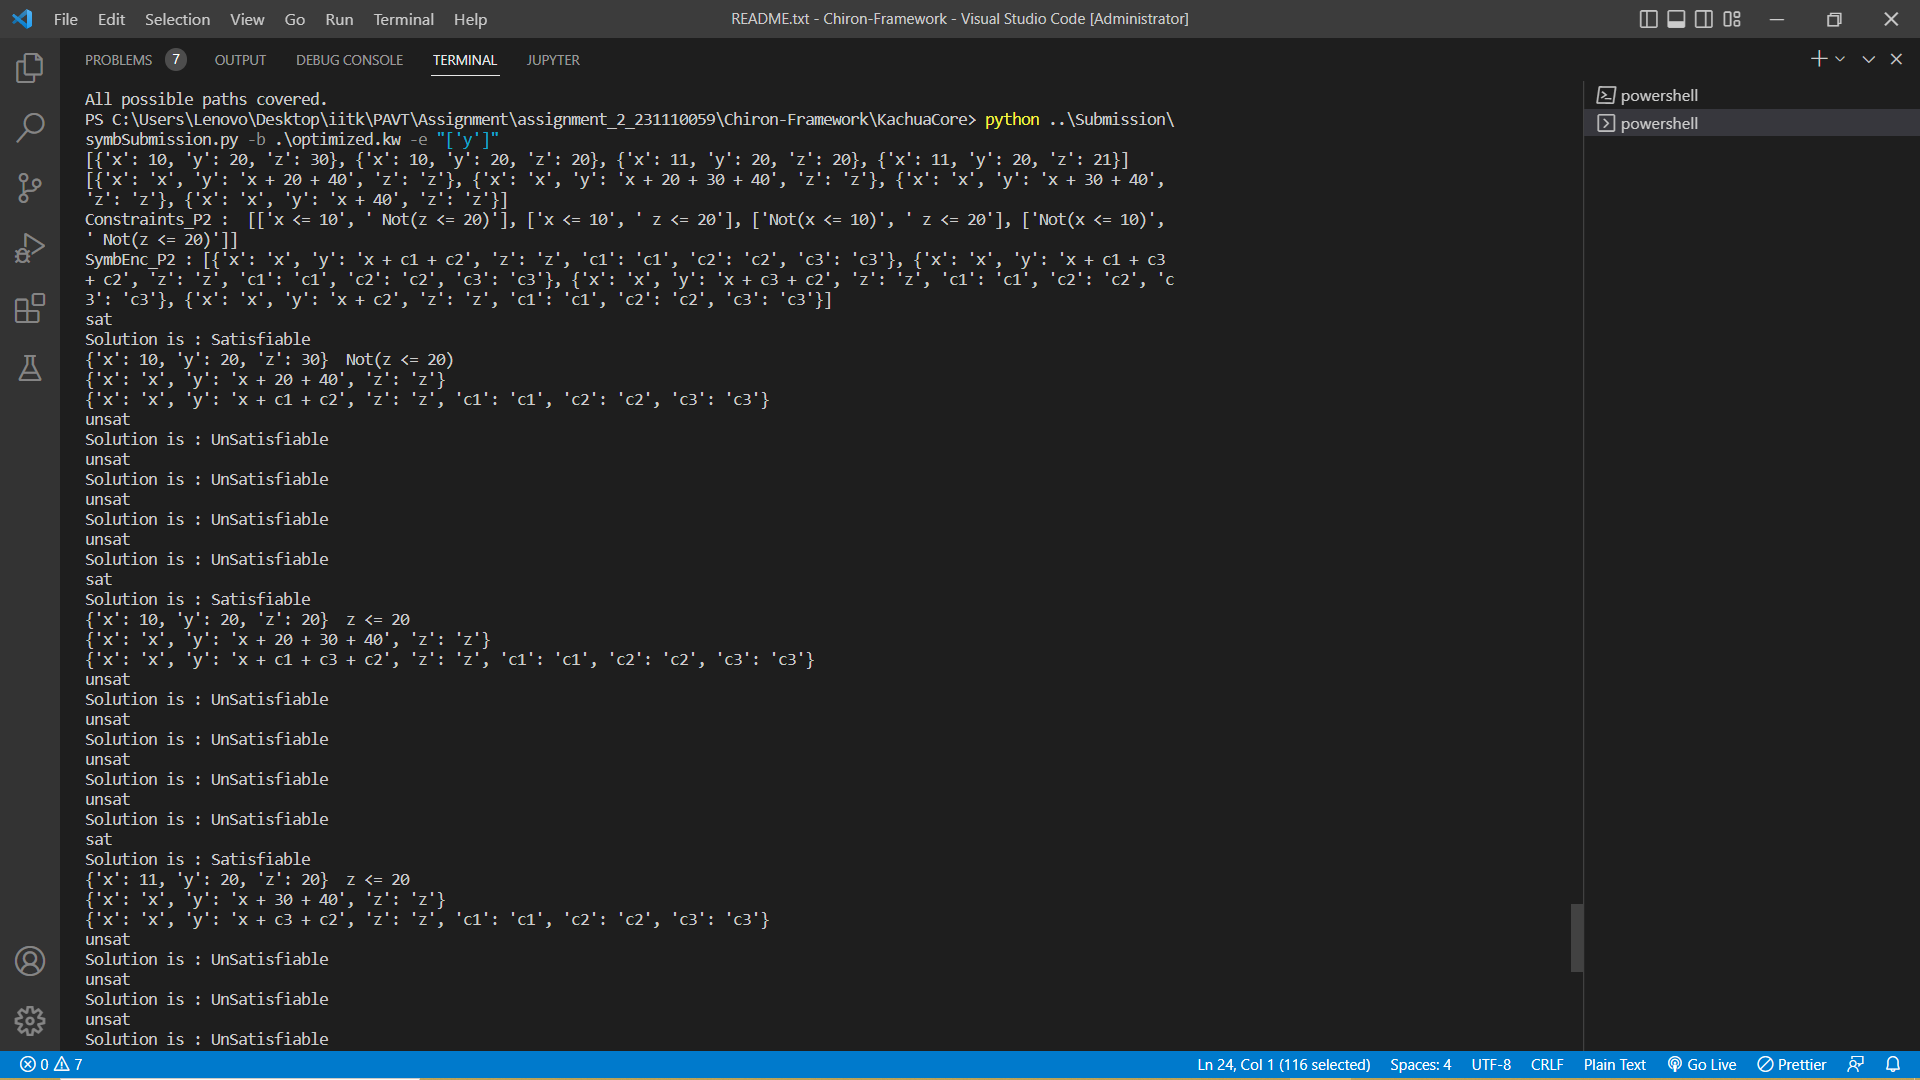 File Edit Selection View Go Run Terminal Help
README.txt - Chiron-Framework - Visual Studio Code [Administrator]
PROBLEMS 7 OUTPUT DEBUG CONSOLE TERMINAL JUPYTER
All possible paths covered.
PS C:\Users\Lenovo\Desktop\iitk\PAVT\Assignment\assignment_2_231110059\Chiron-Framework\KachuaCore> python ..\Submission\
symbSubmission.py -b .\optimized.kw -e "['y']"
[{'x': 10, 'y': 20, 'z': 30}, {'x': 10, 'y': 20, 'z': 20}, {'x': 11, 'y': 20, 'z': 20}, {'x': 11, 'y': 20, 'z': 21}]
[{'x': 'x', 'y': 'x + 20 + 40', 'z': 'z'}, {'x': 'x', 'y': 'x + 20 + 30 + 40', 'z': 'z'}, {'x': 'x', 'y': 'x + 30 + 40',
'z': 'z'}, {'x': 'x', 'y': 'x + 40', 'z': 'z'}]
Constraints_P2 :  [['x <= 10', ' Not(z <= 20)'], ['x <= 10', ' z <= 20'], ['Not(x <= 10)', ' z <= 20'], ['Not(x <= 10)',
' Not(z <= 20)']]
SymbEnc_P2 : [{'x': 'x', 'y': 'x + c1 + c2', 'z': 'z', 'c1': 'c1', 'c2': 'c2', 'c3': 'c3'}, {'x': 'x', 'y': 'x + c1 + c3
+ c2', 'z': 'z', 'c1': 'c1', 'c2': 'c2', 'c3': 'c3'}, {'x': 'x', 'y': 'x + c3 + c2', 'z': 'z', 'c1': 'c1', 'c2': 'c2', 'c
3': 'c3'}, {'x': 'x', 'y': 'x + c2', 'z': 'z', 'c1': 'c1', 'c2': 'c2', 'c3': 'c3'}]
sat
Solution is : Satisfiable
{'x': 10, 'y': 20, 'z': 30}  Not(z <= 20)
{'x': 'x', 'y': 'x + 20 + 40', 'z': 'z'}
{'x': 'x', 'y': 'x + c1 + c2', 'z': 'z', 'c1': 'c1', 'c2': 'c2', 'c3': 'c3'}
unsat
Solution is : UnSatisfiable
unsat
Solution is : UnSatisfiable
unsat
Solution is : UnSatisfiable
unsat
Solution is : UnSatisfiable
sat
Solution is : Satisfiable
{'x': 10, 'y': 20, 'z': 20}  z <= 20
{'x': 'x', 'y': 'x + 20 + 30 + 40', 'z': 'z'}
{'x': 'x', 'y': 'x + c1 + c3 + c2', 'z': 'z', 'c1': 'c1', 'c2': 'c2', 'c3': 'c3'}
unsat
Solution is : UnSatisfiable
unsat
Solution is : UnSatisfiable
unsat
Solution is : UnSatisfiable
unsat
Solution is : UnSatisfiable
sat
Solution is : Satisfiable
{'x': 11, 'y': 20, 'z': 20}  z <= 20
{'x': 'x', 'y': 'x + 30 + 40', 'z': 'z'}
{'x': 'x', 'y': 'x + c3 + c2', 'z': 'z', 'c1': 'c1', 'c2': 'c2', 'c3': 'c3'}
unsat
Solution is : UnSatisfiable
unsat
Solution is : UnSatisfiable
unsat
Solution is : UnSatisfiable
powershell
powershell
0 7
Ln 24, Col 1 (116 selected) Spaces: 4 UTF-8 CRLF Plain Text Go Live Prettier